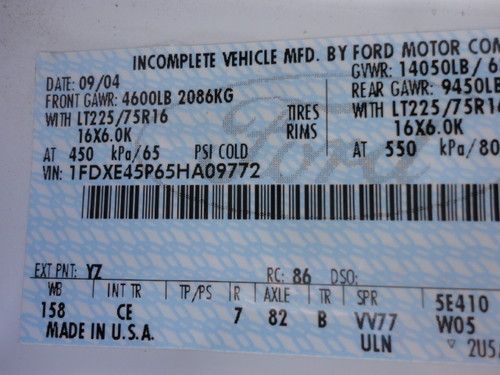 INCOMPLETE VEHICLE MFD. BY FORD MOTOR
DATE: 09/04 GVWR: 14050LB/
FRONT GAWR: 4600LB 2086KG REAR GAWR: 9450LB
WITH LT225/75R16 TIRES WITH LT225/75R16
16X6.0K RIMS 16X6.0K
AT 450 kPa/65 PSI COLD AT 550 kPa/80
VIN: 1FDXE45P65HA09772
Ford
EXT PNT: YZ RC: 86 DSO:
WB INT TR TP/PS R AXLE TR SPR 5E410
158 CE 7 82 B VV77 W05
MADE IN U.S.A. ULN ▽ 2U5/